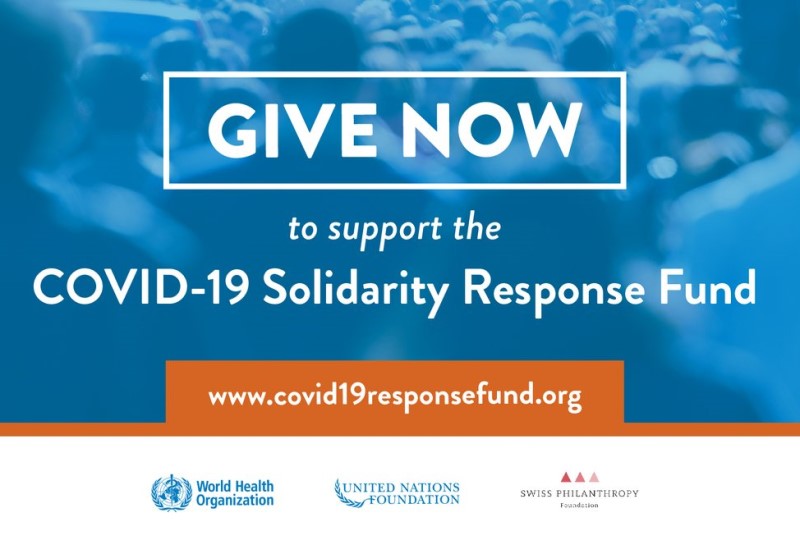 GIVE NOW
to support the
COVID-19 Solidarity Response Fund
www.covid19responsefund.org
World Health
Organization
UNITED NATIONS
FOUNDATION
SWISS PHILANTHROPY
Foundation